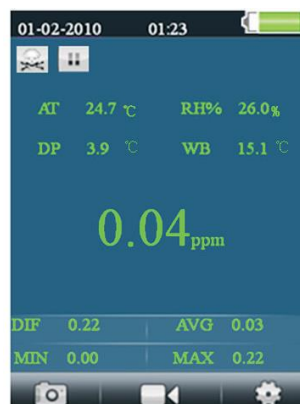 01-02-2010 01:23
AT 24.7 ℃ RH% 26.0%
DP 3.9 ℃ WB 15.1 ℃
0.04ppm
DIF 0.22 AVG 0.03
MIN 0.00 MAX 0.22